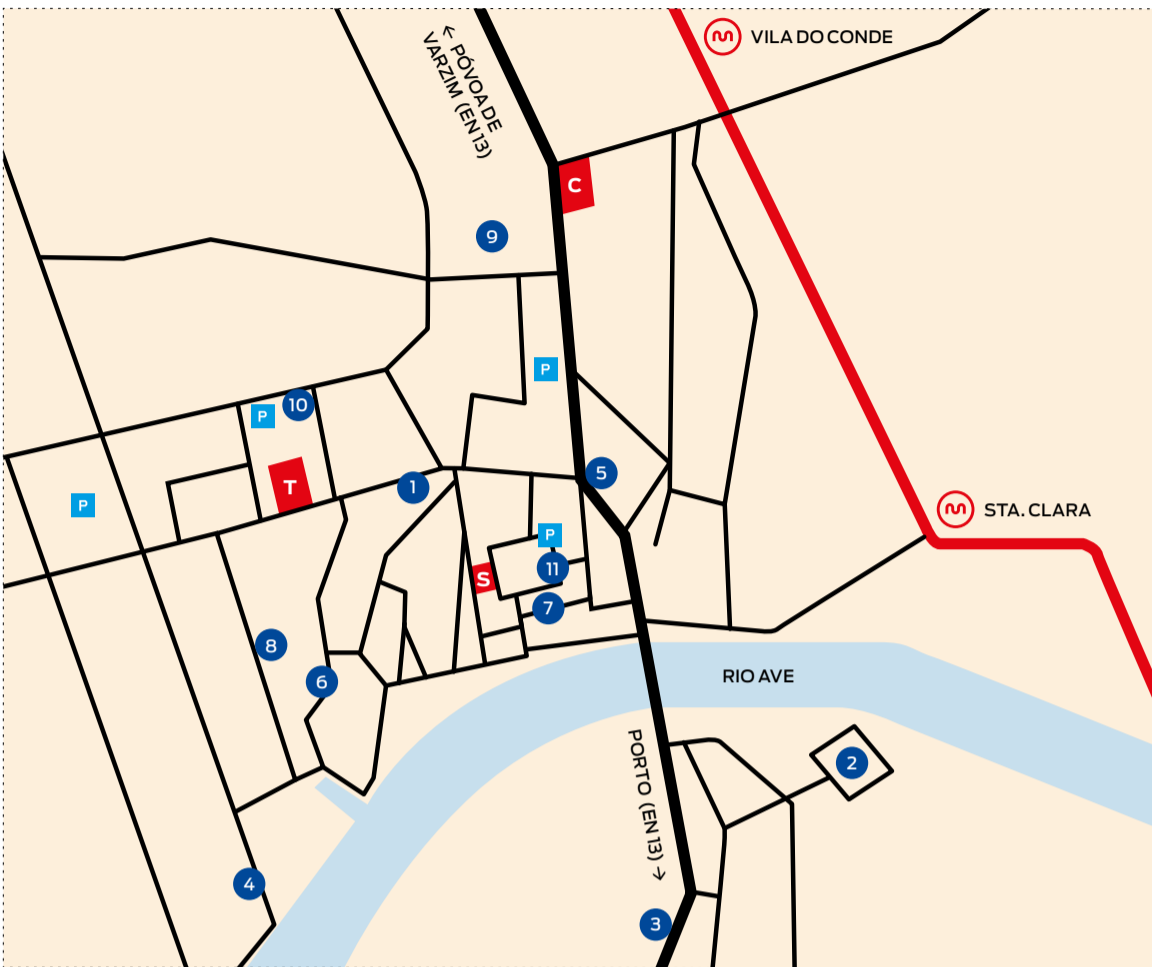 VILA DO CONDE
← PÓVOA DE
VARZIM (EN13)
C
9
P
10
P
T
1
5
P
STA. CLARA
P
11
S
7
8
6
RIO AVE
PORTO (EN13) →
2
4
3